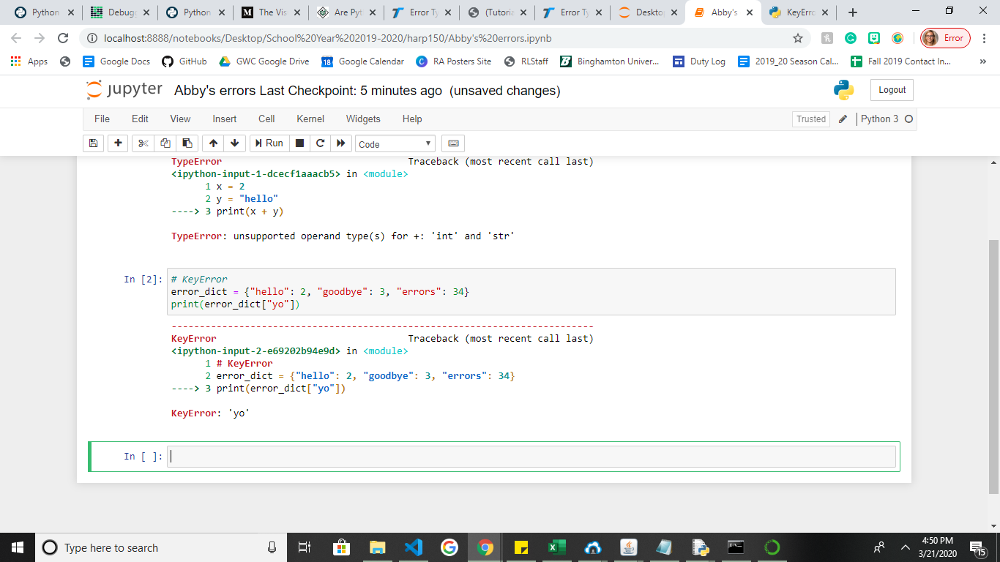 Python
Debugg
Python
The Vis
Are Pyt
Error Ty
(Tutoria
Error Ty
Deskto
Abby's
KeyErro
localhost:8888/notebooks/Desktop/School%20Year%202019-2020/harp150/Abby's%20errors.ipynb
Error
Apps
Google Docs
GitHub
GWC Google Drive
18
Google Calendar
RA Posters Site
RLStaff
Binghamton Univer...
Duty Log
2019_20 Season Cal...
Fall 2019 Contact In...
»
jupyter
Abby's errors Last Checkpoint: 5 minutes ago (unsaved changes)
Logout
File Edit View Insert Cell Kernel Widgets Help
Trusted
Python 3
Run
Code
TypeError Traceback (most recent call last)
<ipython-input-1-dcecf1aaacb5> in <module>
1 x = 2
2 y = "hello"
----> 3 print(x + y)
TypeError: unsupported operand type(s) for +: 'int' and 'str'
In [2]:
# KeyError
error_dict = {"hello": 2, "goodbye": 3, "errors": 34}
print(error_dict["yo"])
---------------------------------------------------------------------------
KeyError Traceback (most recent call last)
<ipython-input-2-e69202b94e9d> in <module>
1 # KeyError
2 error_dict = {"hello": 2, "goodbye": 3, "errors": 34}
----> 3 print(error_dict["yo"])
KeyError: 'yo'
In [ ]:
Type here to search
4:50 PM
3/21/2020
15